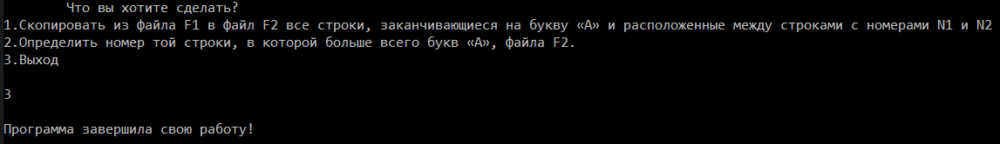 Что вы хотите сделать?
1.Скопировать из файла F1 в файл F2 все строки, заканчивающиеся на букву «А» и расположенные между строками с номерами N1 и N2
2.Определить номер той строки, в которой больше всего букв «А», файла F2.
3.Выход
3
Программа завершила свою работу!